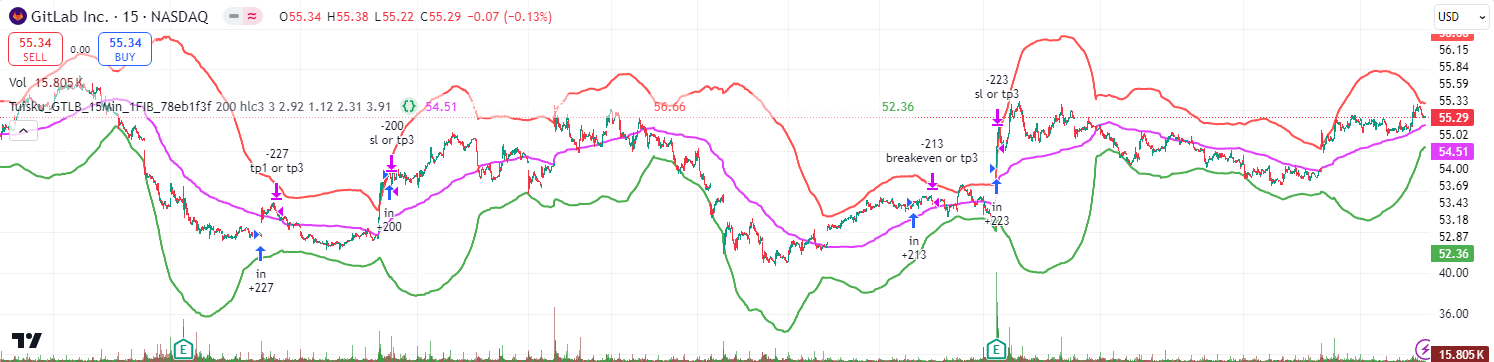 GitLab Inc. · 15 · NASDAQ O55.34 H55.38 L55.22 C55.29 −0.07 (−0.13%)
USD
55.34
SELL
0.00
55.34
BUY
Vol 15.805K
Tuisku_GTLB_15Min_1FIB_78eb1f3f 200 hlc3 3 2.92 1.12 2.31 3.91 {} 54.51 56.66 52.36
-227
tp1 or tp3
in
+227
-200
sl or tp3
in
+200
-213
breakeven or tp3
in
+213
-223
sl or tp3
in
+223
E
E
56.15
55.84
55.59
55.33
55.29
55.02
54.51
54.00
53.69
53.43
53.18
52.87
52.36
40.00
36.00
15.805K